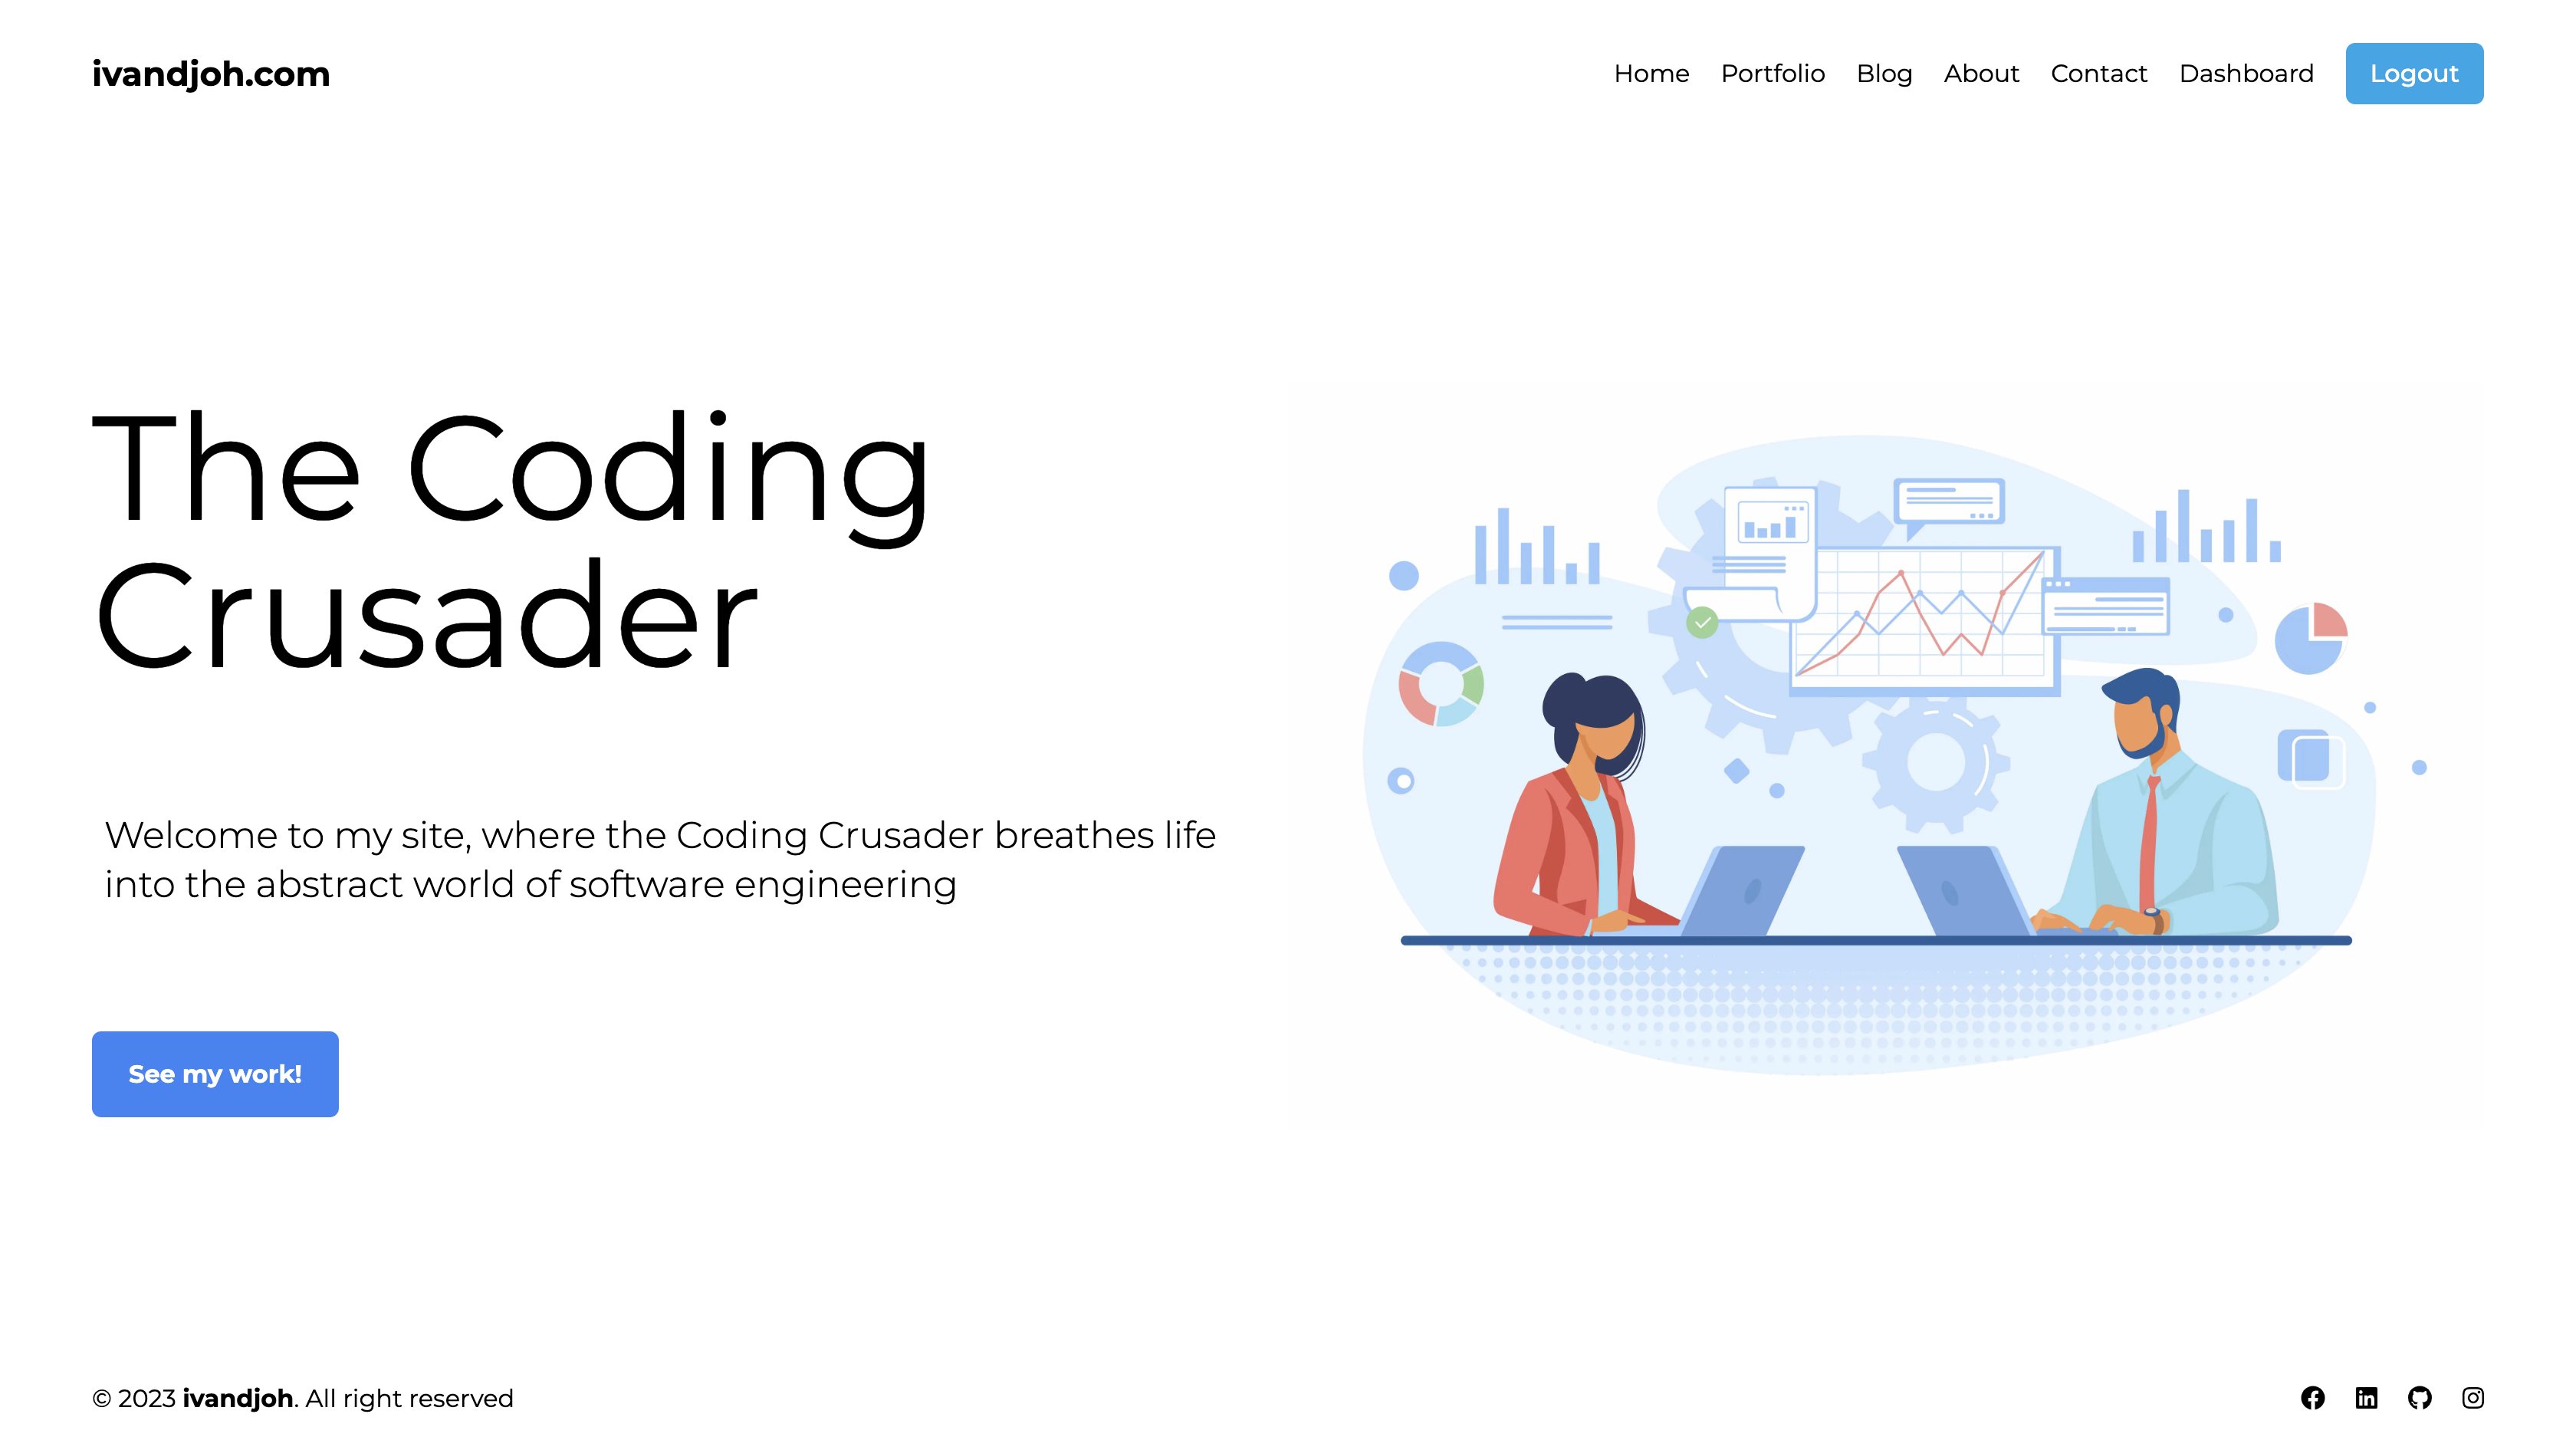 ivandjoh.com
Home Portfolio Blog About Contact Dashboard Logout
The Coding
Crusader
Welcome to my site, where the Coding Crusader breathes life
into the abstract world of software engineering
See my work!
© 2023 ivandjoh. All right reserved